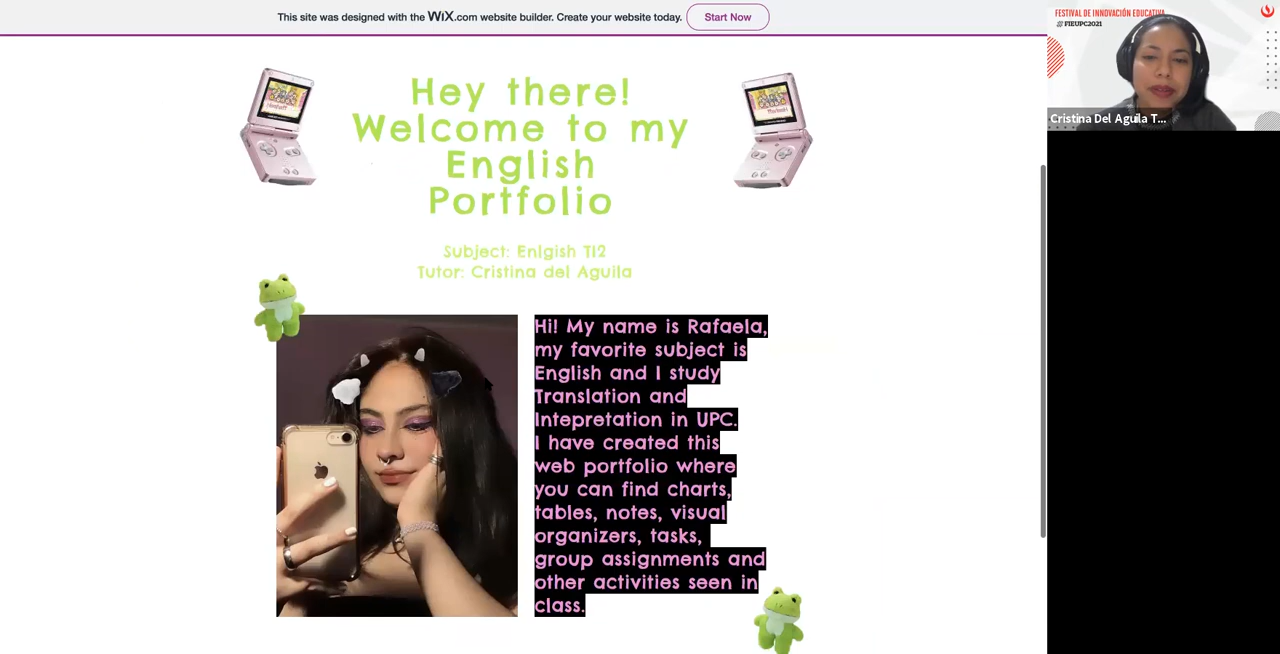 This site was designed with the WiX.com website builder. Create your website today.
Start Now
FESTIVAL DE INNOVACIÓN EDUCATIVA
#FIEUPC2021
Cristina Del Aguila T...
Hey there!
Welcome to my
English
Portfolio
Subject: Enlgish TI2
Tutor: Cristina del Aguila
Hi! My name is Rafaela,
my favorite subject is
English and I study
Translation and
Intepretation in UPC.
I have created this
web portfolio where
you can find charts,
tables, notes, visual
organizers, tasks,
group assignments and
other activities seen in
class.